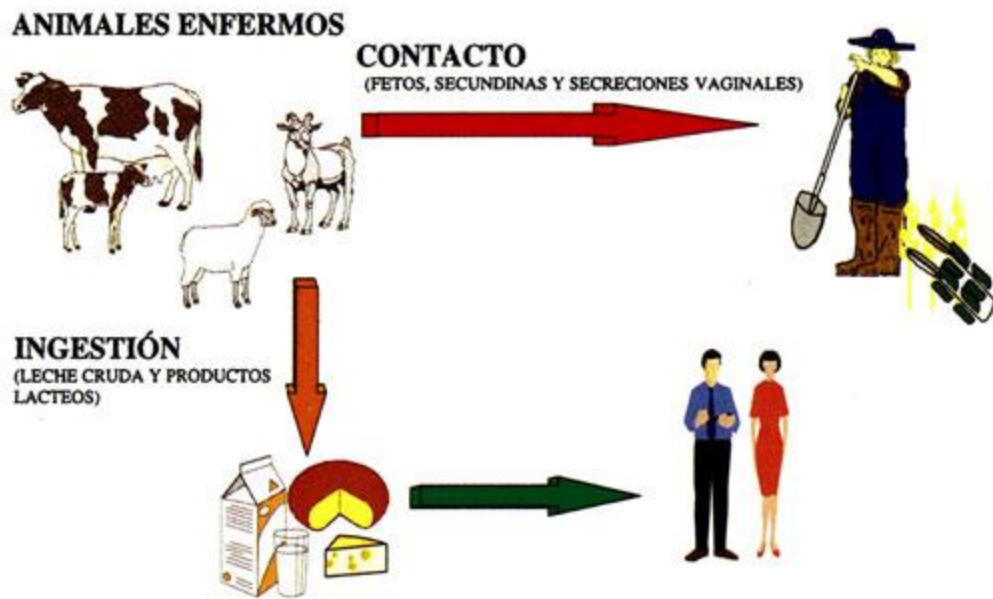 ANIMALES ENFERMOS
CONTACTO
(FETOS, SECUNDINAS Y SECRECIONES VAGINALES)
INGESTIÓN
(LECHE CRUDA Y PRODUCTOS
LACTEOS)